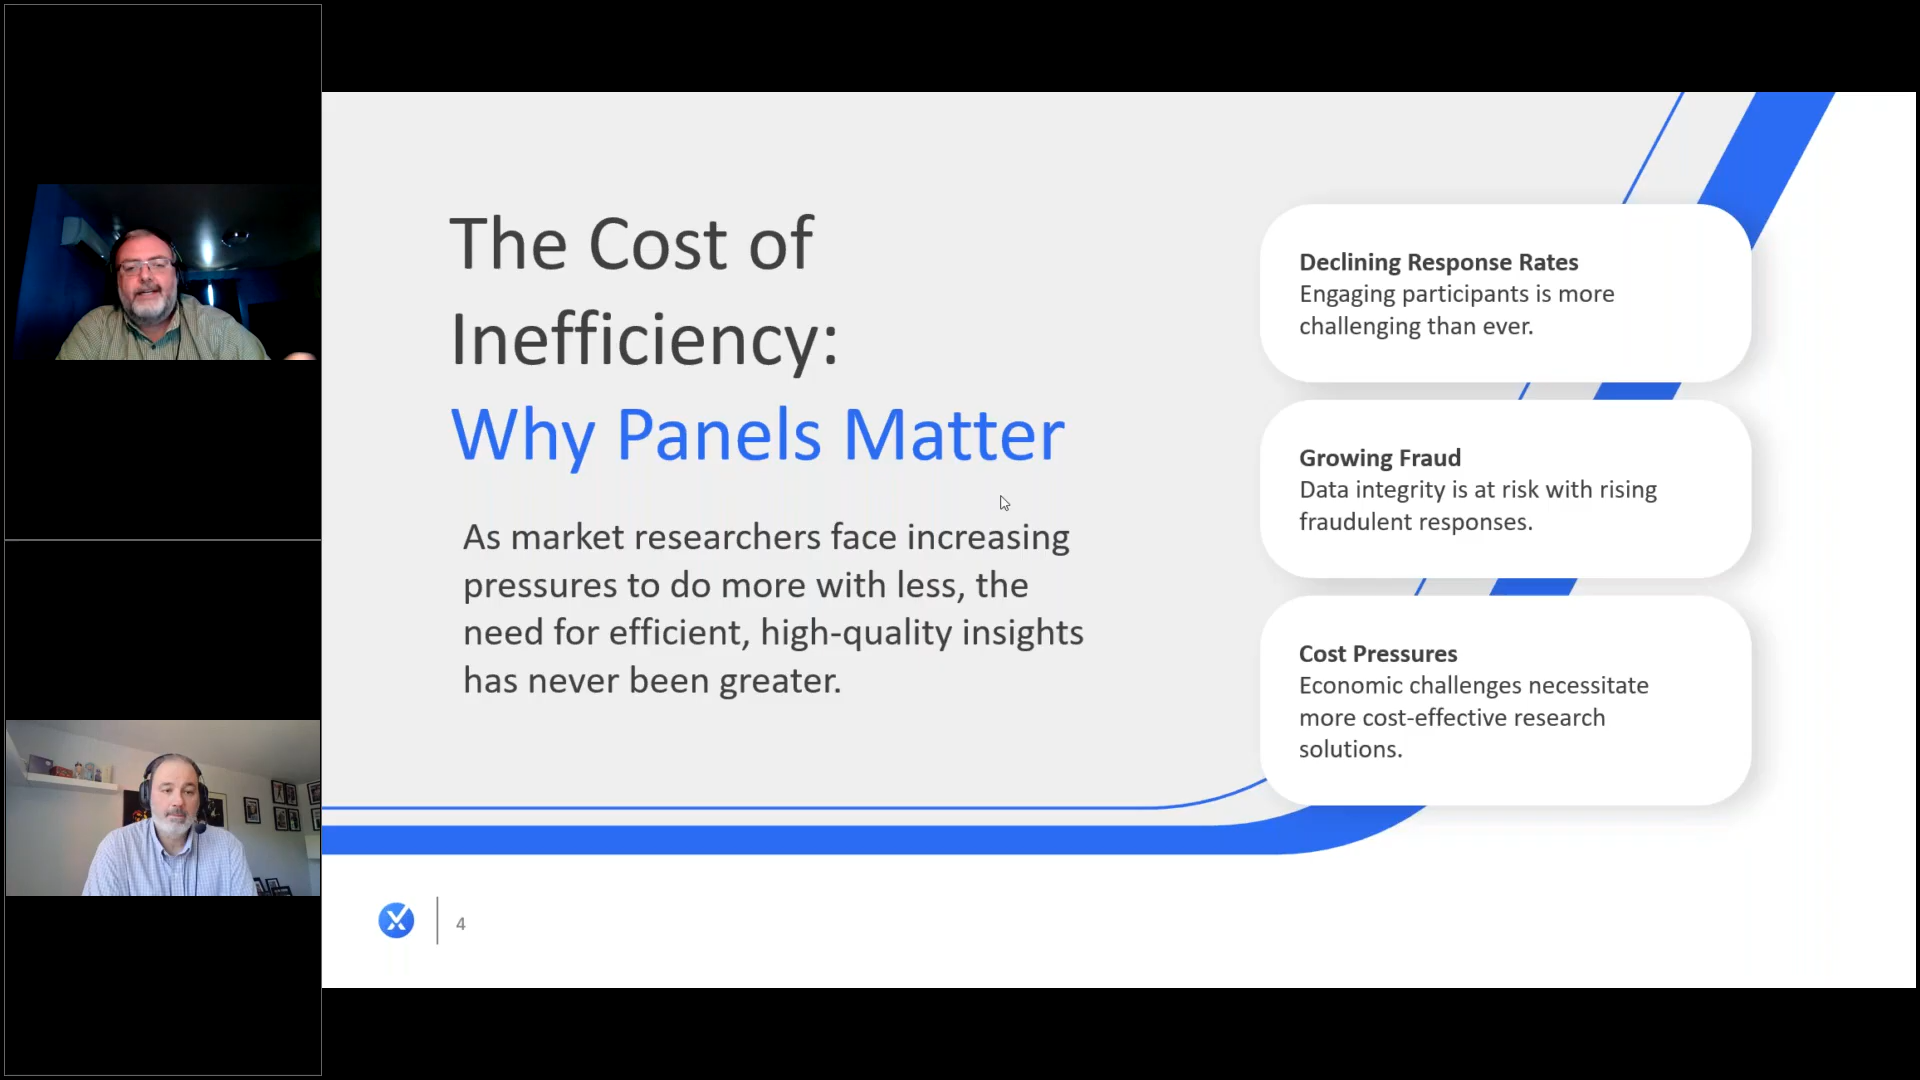 The Cost of
Inefficiency:
Why Panels Matter
As market researchers face increasing
pressures to do more with less, the
need for efficient, high-quality insights
has never been greater.
Declining Response Rates
Engaging participants is more
challenging than ever.
Growing Fraud
Data integrity is at risk with rising
fraudulent responses.
Cost Pressures
Economic challenges necessitate
more cost-effective research
solutions.
4